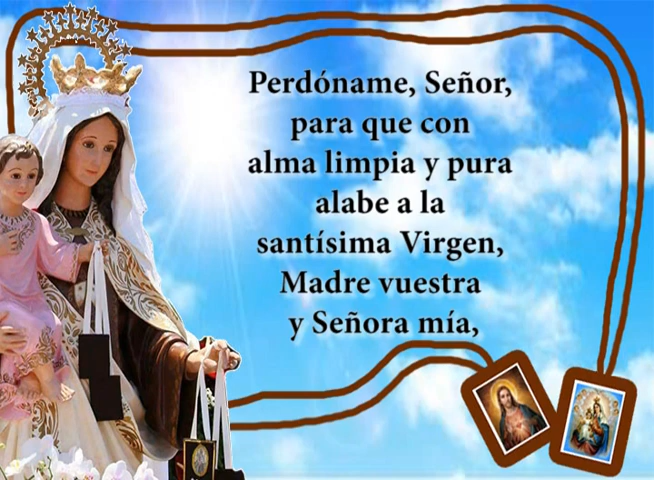 Perdóname, Señor,
para que con
alma limpia y pura
alabe a la
santísima Virgen,
Madre vuestra
y Señora mía,